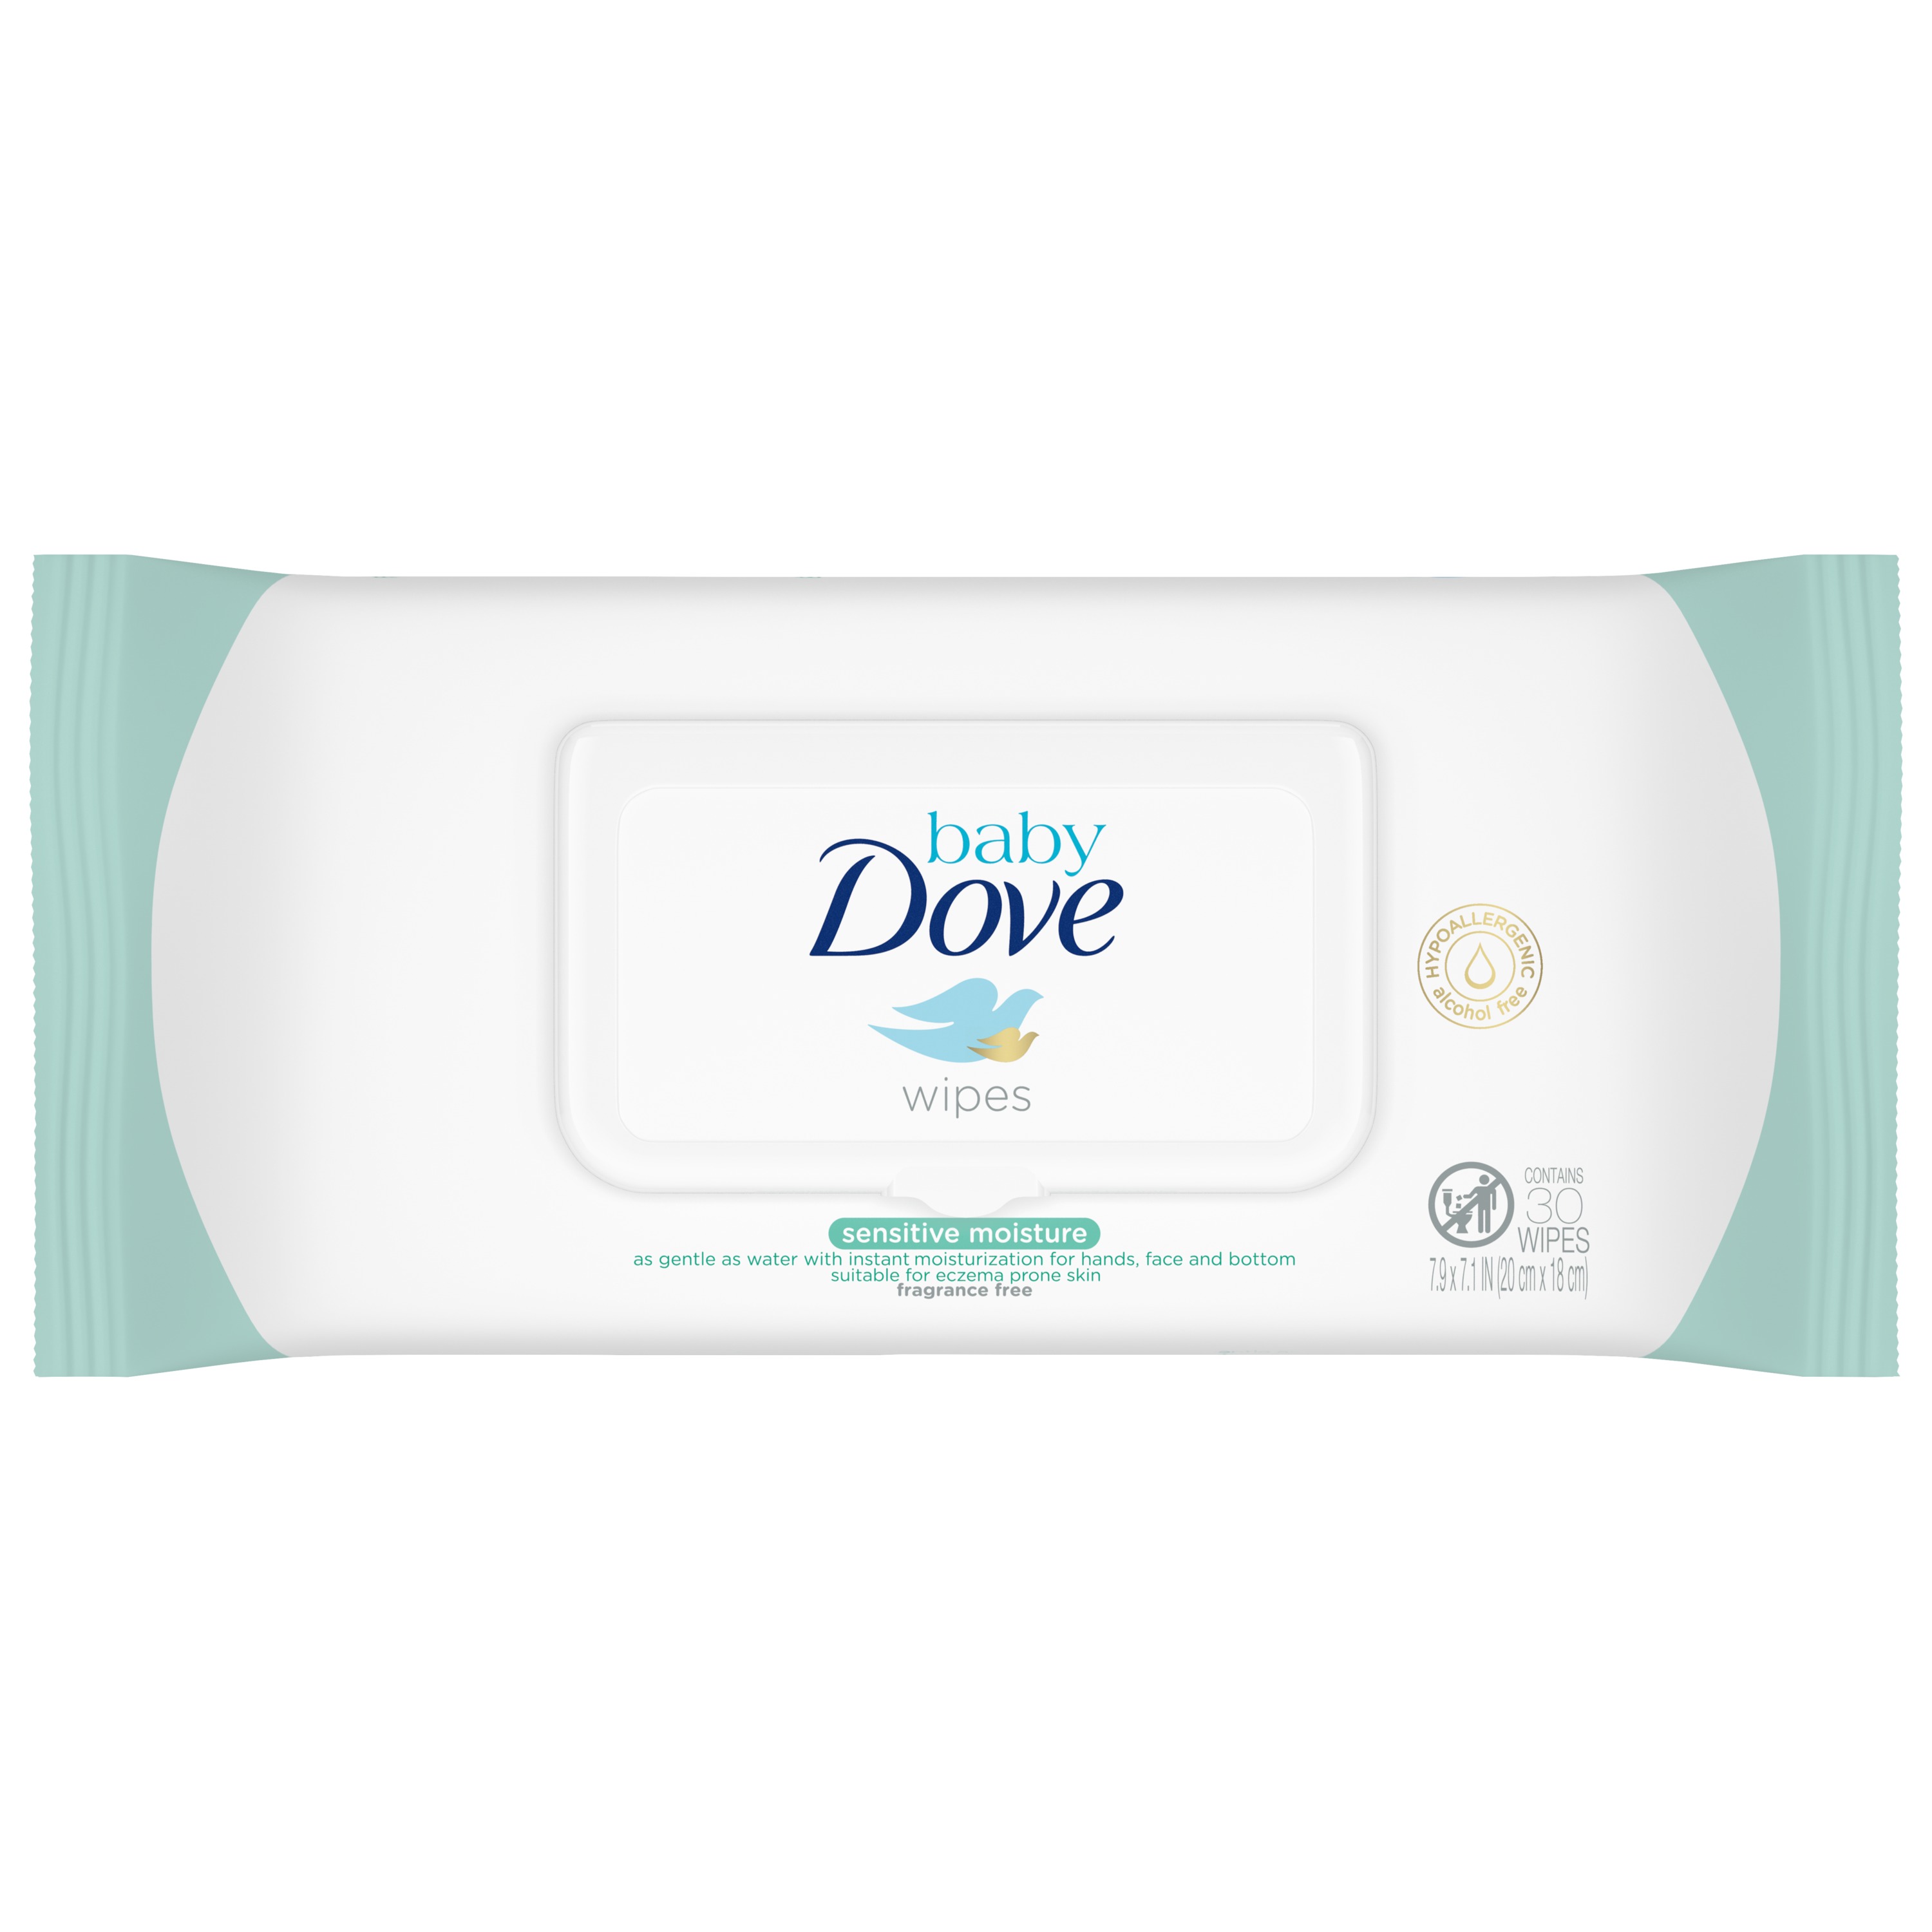 baby
Dove
wipes
HYPOALLERGENIC
alcohol free
CONTAINS
30
WIPES
7.9 x 7.1 IN (20 cm x 18 cm)
sensitive moisture
as gentle as water with instant moisturization for hands, face and bottom
suitable for eczema prone skin
fragrance free